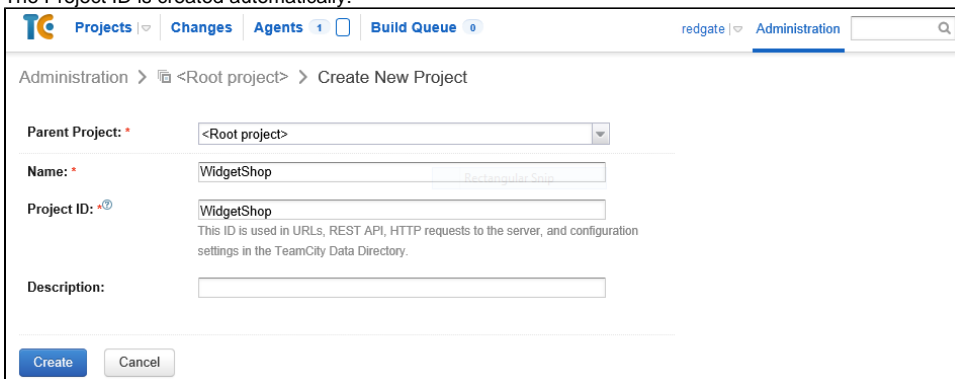 The Project ID is created automatically.
TC Projects Changes Agents 1 Build Queue 0 redgate Administration
Administration > <Root project> > Create New Project
Parent Project: * <Root project>
Name: * WidgetShop
Rectangular Snip
Project ID: * ? WidgetShop
This ID is used in URLs, REST API, HTTP requests to the server, and configuration
settings in the TeamCity Data Directory.
Description:
Create Cancel